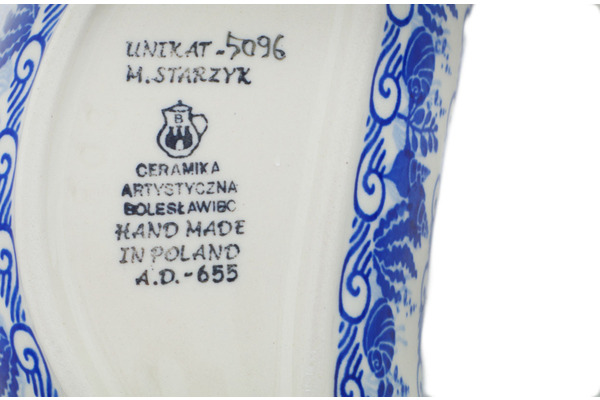 UNIKAT-5096
M. STARZYK
B
CERAMIKA
ARTYSTYCZNA
BOLESŁAWIEC
HAND MADE
IN POLAND
A.D.-655